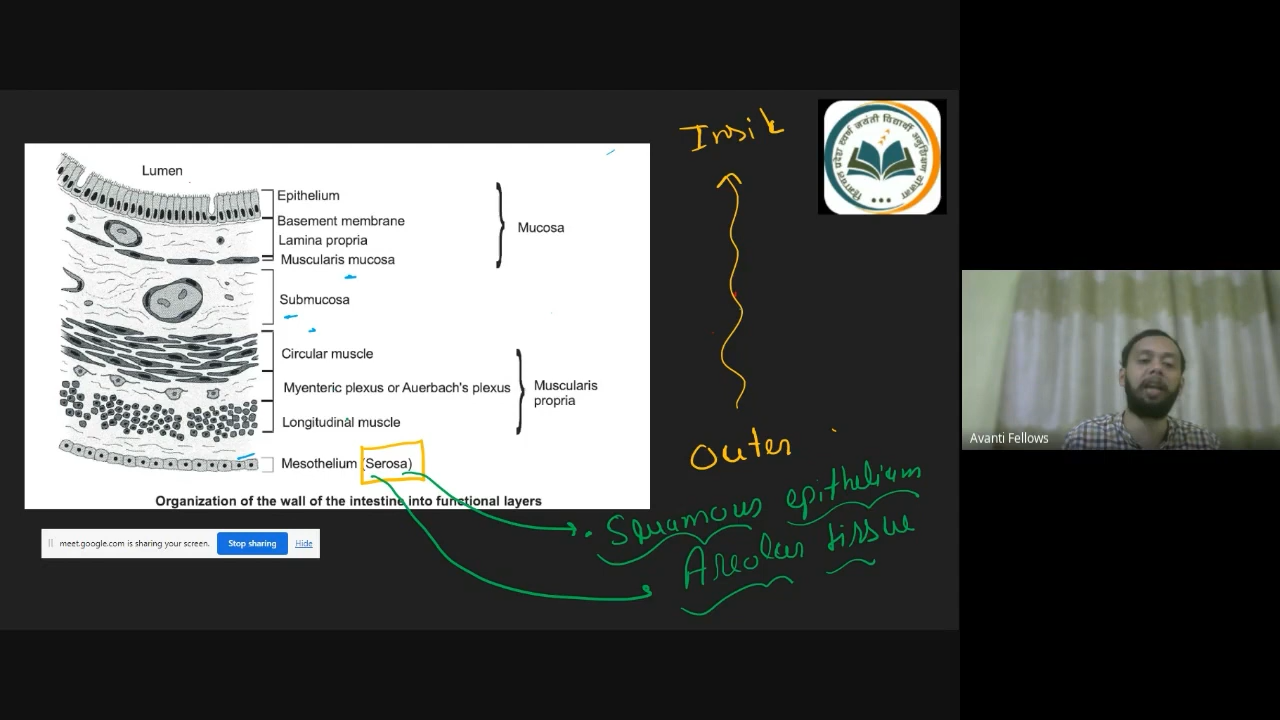 Lumen
Epithelium
Basement membrane
Lamina propria
Muscularis mucosa
Mucosa
Submucosa
Circular muscle
Myenteric plexus or Auerbach's plexus
Longitudinal muscle
Muscularis
propria
Mesothelium (Serosa)
Organization of the wall of the intestine into functional layers
Outer
Squamous epithelium
Areolar tissue
meet.google.com is sharing your screen. Stop sharing Hide
Avanti Fellows